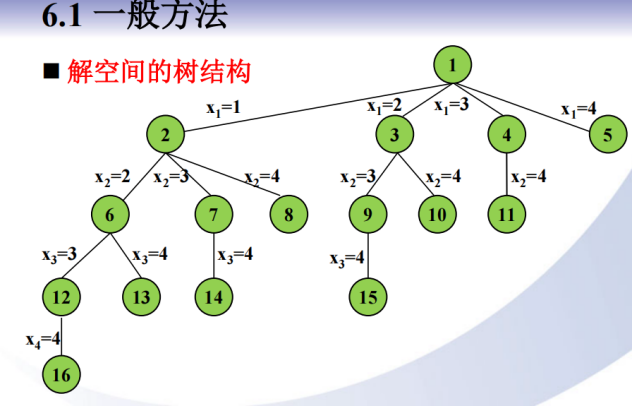 6.1 一般方法
■ 解空间的树结构
1
x₁=1 x₁=2 x₁=3 x₁=4
2 3 4 5
x₂=2 x₂=3 x₂=4 x₂=3 x₂=4 x₂=4
6 7 8 9 10 11
x₃=3 x₃=4 x₃=4 x₃=4
12 13 14 15
x₄=4
16